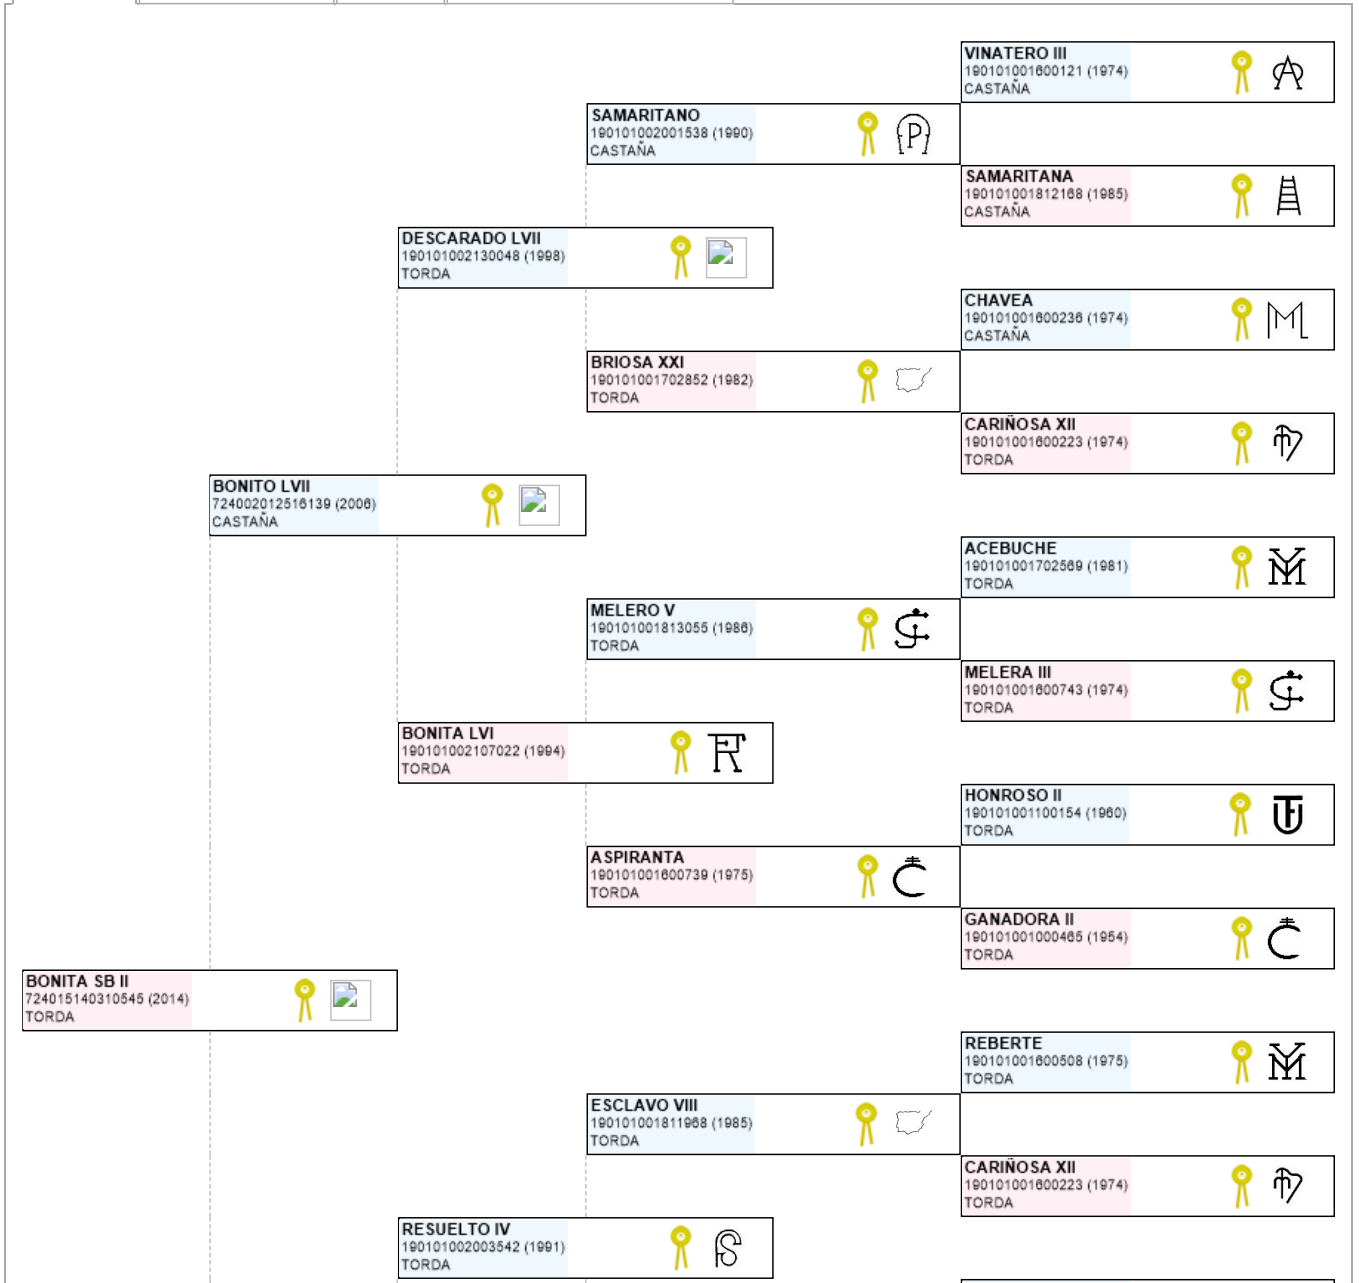 VINATERO III
190101001600121 (1974)
CASTAÑA
SAMARITANO
190101002001538 (1990)
CASTAÑA
SAMARITANA
190101001812168 (1985)
CASTAÑA
DESCARADO LVII
190101002130048 (1998)
TORDA
CHAVEA
190101001600236 (1974)
CASTAÑA
BRIOSA XXI
190101001702852 (1982)
TORDA
CARIÑOSA XII
190101001600223 (1974)
TORDA
BONITO LVII
724002012516139 (2006)
CASTAÑA
ACEBUCHE
190101001702569 (1981)
TORDA
MELERO V
190101001813055 (1986)
TORDA
MELERA III
190101001600743 (1974)
TORDA
BONITA LVI
190101002107022 (1994)
TORDA
HONROSO II
190101001100154 (1960)
TORDA
ASPIRANTA
190101001600739 (1975)
TORDA
GANADORA II
190101001000465 (1954)
TORDA
BONITA SB II
724015140310545 (2014)
TORDA
REBERTE
190101001600508 (1975)
TORDA
ESCLAVO VIII
190101001811968 (1985)
TORDA
CARIÑOSA XII
190101001600223 (1974)
TORDA
RESUELTO IV
190101002003542 (1991)
TORDA